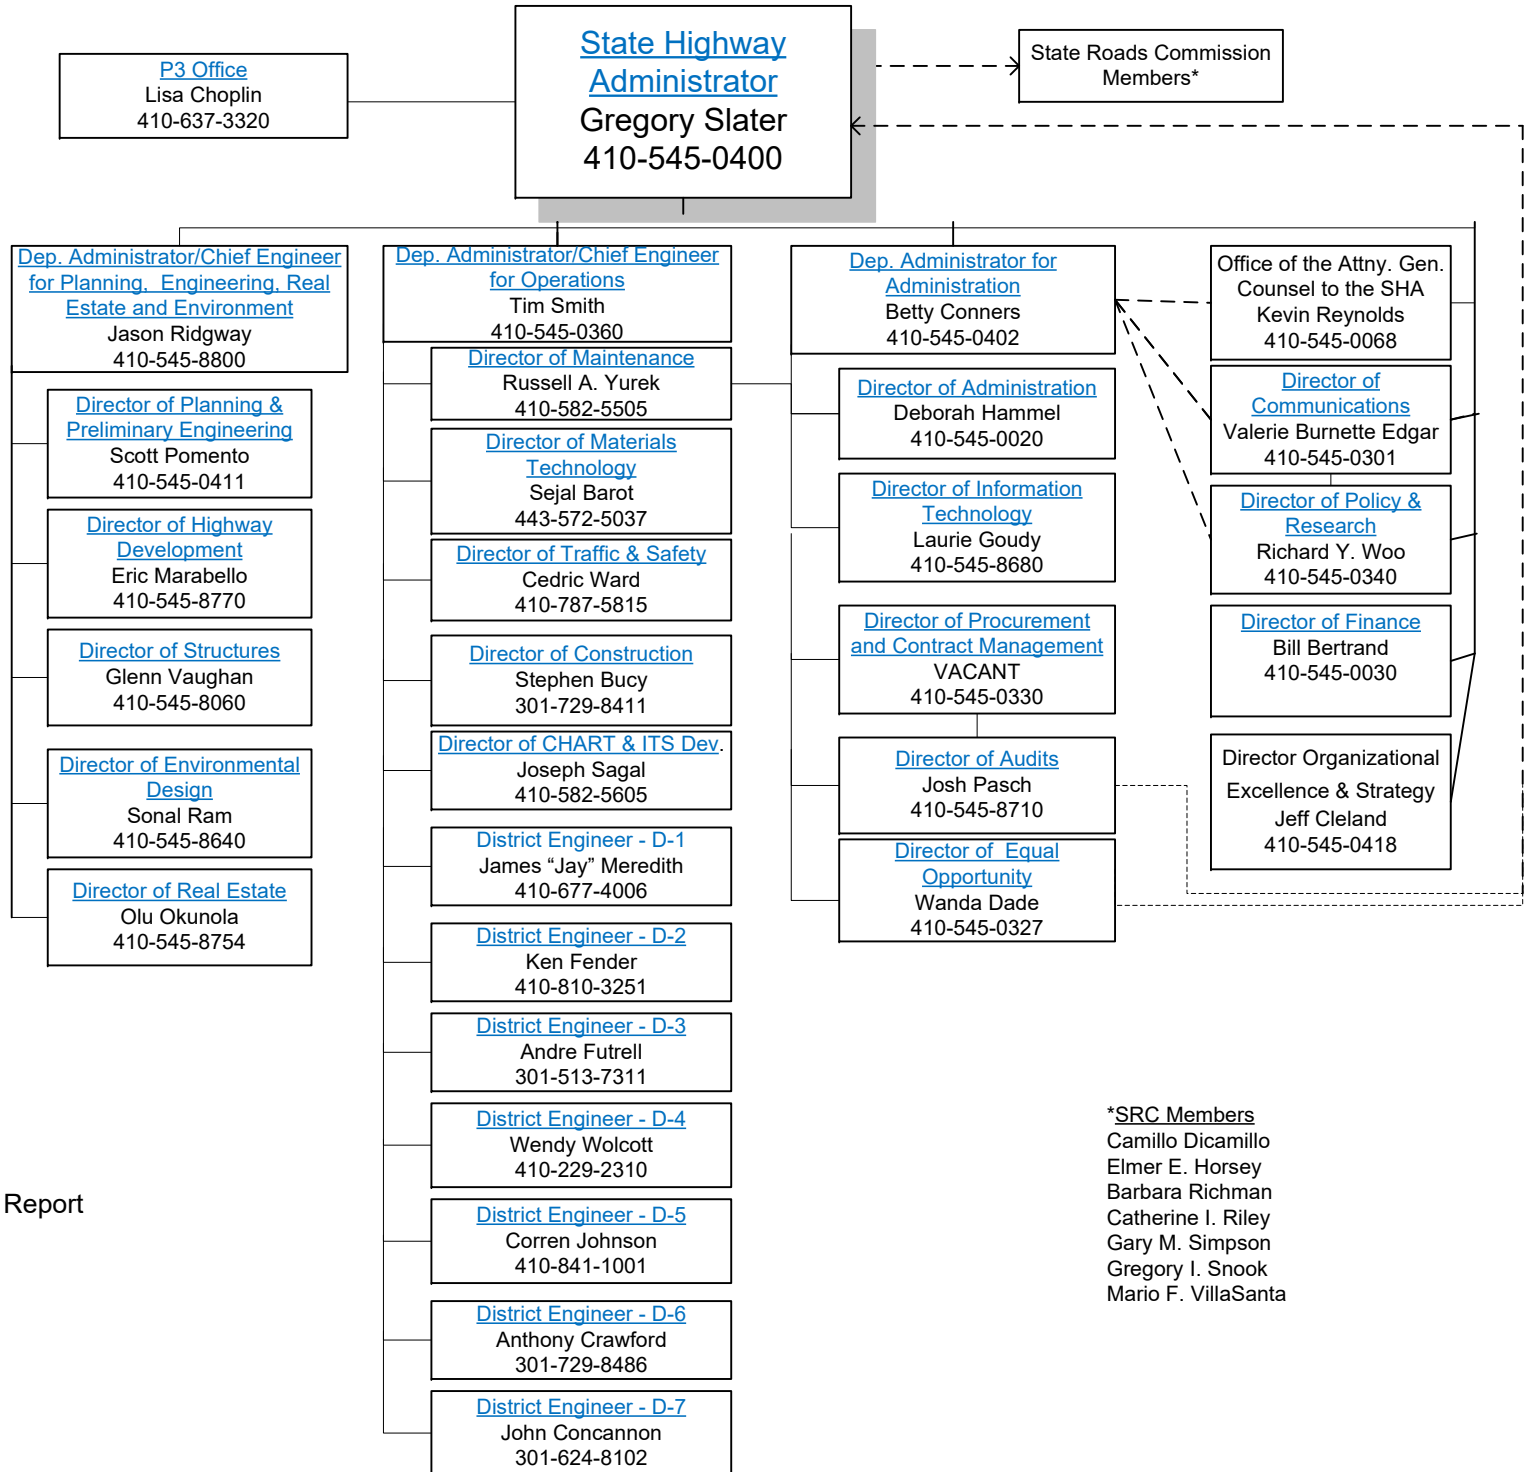 State Highway
Administrator
Gregory Slater
410-545-0400
P3 Office
Lisa Choplin
410-637-3320
State Roads Commission
Members*
Dep. Administrator/Chief Engineer
for Planning, Engineering, Real
Estate and Environment
Jason Ridgway
410-545-8800
Director of Planning &
Preliminary Engineering
Scott Pomento
410-545-0411
Director of Highway
Development
Eric Marabello
410-545-8770
Director of Structures
Glenn Vaughan
410-545-8060
Director of Environmental
Design
Sonal Ram
410-545-8640
Director of Real Estate
Olu Okunola
410-545-8754
Dep. Administrator/Chief Engineer
for Operations
Tim Smith
410-545-0360
Director of Maintenance
Russell A. Yurek
410-582-5505
Director of Materials
Technology
Sejal Barot
443-572-5037
Director of Traffic & Safety
Cedric Ward
410-787-5815
Director of Construction
Stephen Bucy
301-729-8411
Director of CHART & ITS Dev.
Joseph Sagal
410-582-5605
District Engineer - D-1
James “Jay” Meredith
410-677-4006
District Engineer - D-2
Ken Fender
410-810-3251
District Engineer - D-3
Andre Futrell
301-513-7311
District Engineer - D-4
Wendy Wolcott
410-229-2310
District Engineer - D-5
Corren Johnson
410-841-1001
District Engineer - D-6
Anthony Crawford
301-729-8486
District Engineer - D-7
John Concannon
301-624-8102
Dep. Administrator for
Administration
Betty Conners
410-545-0402
Director of Administration
Deborah Hammel
410-545-0020
Director of Information
Technology
Laurie Goudy
410-545-8680
Director of Procurement
and Contract Management
VACANT
410-545-0330
Director of Audits
Josh Pasch
410-545-8710
Director of Equal
Opportunity
Wanda Dade
410-545-0327
Office of the Attny. Gen.
Counsel to the SHA
Kevin Reynolds
410-545-0068
Director of
Communications
Valerie Burnette Edgar
410-545-0301
Director of Policy &
Research
Richard Y. Woo
410-545-0340
Director of Finance
Bill Bertrand
410-545-0030
Director Organizational
Excellence & Strategy
Jeff Cleland
410-545-0418
Report
*SRC Members
Camillo Dicamillo
Elmer E. Horsey
Barbara Richman
Catherine I. Riley
Gary M. Simpson
Gregory I. Snook
Mario F. VillaSanta